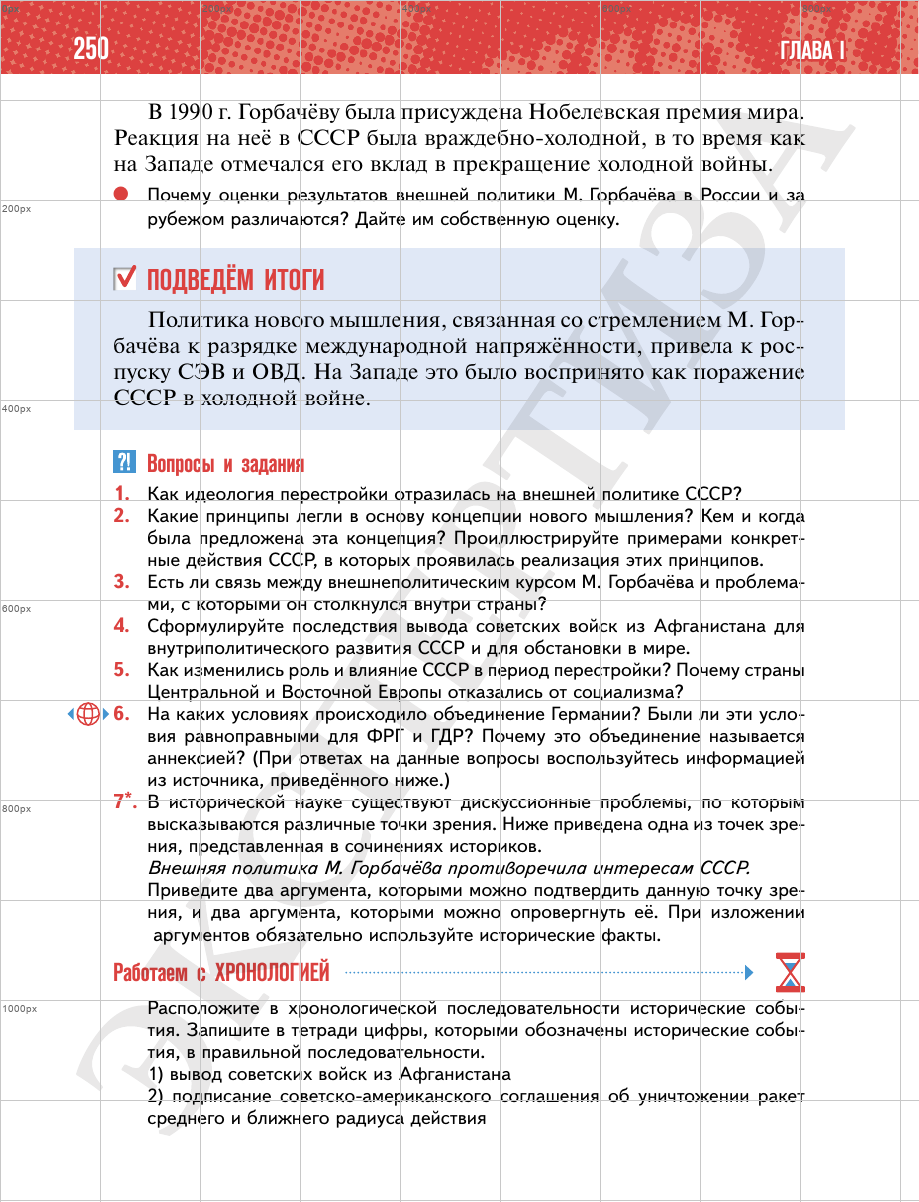 250
ГЛАВА I
В 1990 г. Горбачёву была присуждена Нобелевская премия мира.
Реакция на неё в СССР была враждебно-холодной, в то время как
на Западе отмечался его вклад в прекращение холодной войны.
Почему оценки результатов внешней политики М. Горбачёва в России и за
рубежом различаются? Дайте им собственную оценку.
200px
ПОДВЕДЁМ ИТОГИ
Политика нового мышления, связанная со стремлением М. Гор-
бачёва к разрядке международной напряжённости, привела к рос-
пуску СЭВ и ОВД. На Западе это было воспринято как поражение
СССР в холодной войне.
400px
?! Вопросы и задания
1. Как идеология перестройки отразилась на внешней политике СССР?
2. Какие принципы легли в основу концепции нового мышления? Кем и когда
была предложена эта концепция? Проиллюстрируйте примерами конкрет-
ные действия СССР, в которых проявилась реализация этих принципов.
3. Есть ли связь между внешнеполитическим курсом М. Горбачёва и проблема-
ми, с которыми он столкнулся внутри страны?
600px
4. Сформулируйте последствия вывода советских войск из Афганистана для
внутриполитического развития СССР и для обстановки в мире.
5. Как изменились роль и влияние СССР в период перестройки? Почему страны
Центральной и Восточной Европы отказались от социализма?
6. На каких условиях происходило объединение Германии? Были ли эти усло-
вия равноправными для ФРГ и ГДР? Почему это объединение называется
аннексией? (При ответах на данные вопросы воспользуйтесь информацией
из источника, приведённого ниже.)
7*. В исторической науке существуют дискуссионные проблемы, по которым
800px
высказываются различные точки зрения. Ниже приведена одна из точек зре-
ния, представленная в сочинениях историков.
Внешняя политика М. Горбачёва противоречила интересам СССР.
Приведите два аргумента, которыми можно подтвердить данную точку зре-
ния, и два аргумента, которыми можно опровергнуть её. При изложении
аргументов обязательно используйте исторические факты.
Работаем с ХРОНОЛОГИЕЙ
Расположите в хронологической последовательности исторические собы-
1000px
тия. Запишите в тетради цифры, которыми обозначены исторические собы-
тия, в правильной последовательности.
1) вывод советских войск из Афганистана
2) подписание советско-американского соглашения об уничтожении ракет
среднего и ближнего радиуса действия
ЭКСПЕРТИЗА